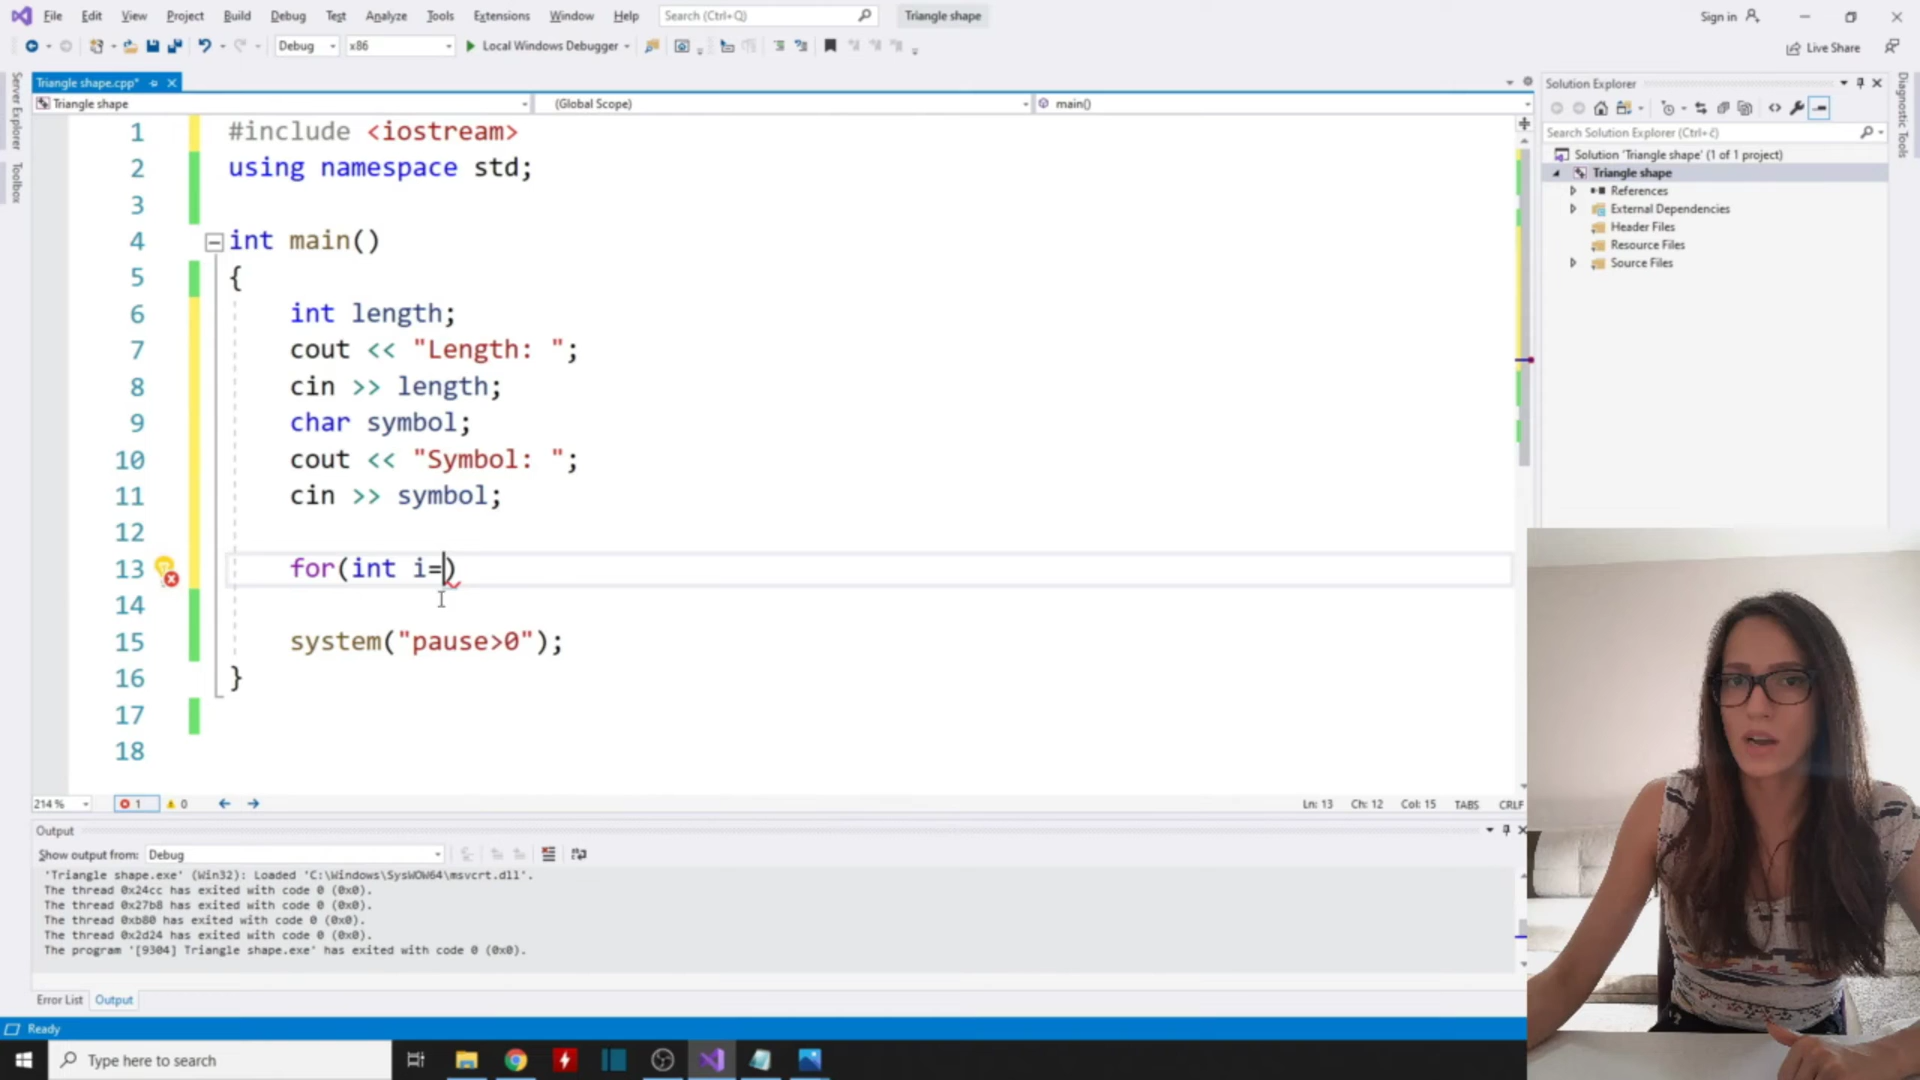 File Edit View Project Build Debug Test Analyze Tools Extensions Window Help Search (Ctrl+Q) Triangle shape Sign in
Debug x86 Local Windows Debugger Live Share
Server Explorer
Toolbox
Triangle shape.cpp*
Triangle shape (Global Scope) main()
1 #include <iostream>
2 using namespace std;
3
4 int main()
5 {
6 int length;
7 cout << "Length: ";
8 cin >> length;
9 char symbol;
10 cout << "Symbol: ";
11 cin >> symbol;
12
13 for(int i=)
14
15 system("pause>0");
16 }
17
18
214 % 1 0 Ln: 13 Ch: 12 Col: 15 TABS CRLF
Output
Show output from: Debug
'Triangle shape.exe' (Win32): Loaded 'C:\Windows\SysWOW64\msvcrt.dll'.
The thread 0x24cc has exited with code 0 (0x0).
The thread 0x27b8 has exited with code 0 (0x0).
The thread 0xb80 has exited with code 0 (0x0).
The thread 0x2d24 has exited with code 0 (0x0).
The program '[9304] Triangle shape.exe' has exited with code 0 (0x0).
Error List Output
Ready
Type here to search
Solution Explorer
Search Solution Explorer (Ctrl+č)
Solution 'Triangle shape' (1 of 1 project)
Triangle shape
References
External Dependencies
Header Files
Resource Files
Source Files
Diagnostic Tools